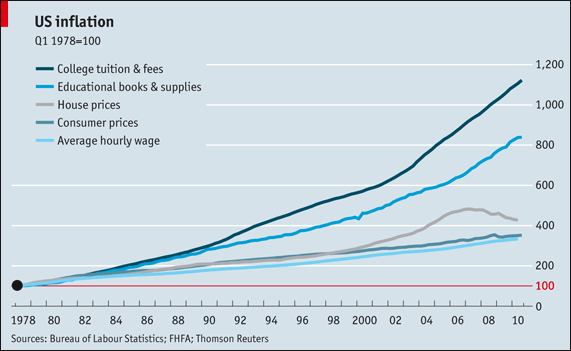 US inflation
Q1 1978=100
College tuition & fees
Educational books & supplies
House prices
Consumer prices
Average hourly wage
1,200
1,000
800
600
400
200
100
0
1978 80 82 84 86 88 90 92 94 96 98 2000 02 04 06 08 10
Sources: Bureau of Labour Statistics; FHFA; Thomson Reuters